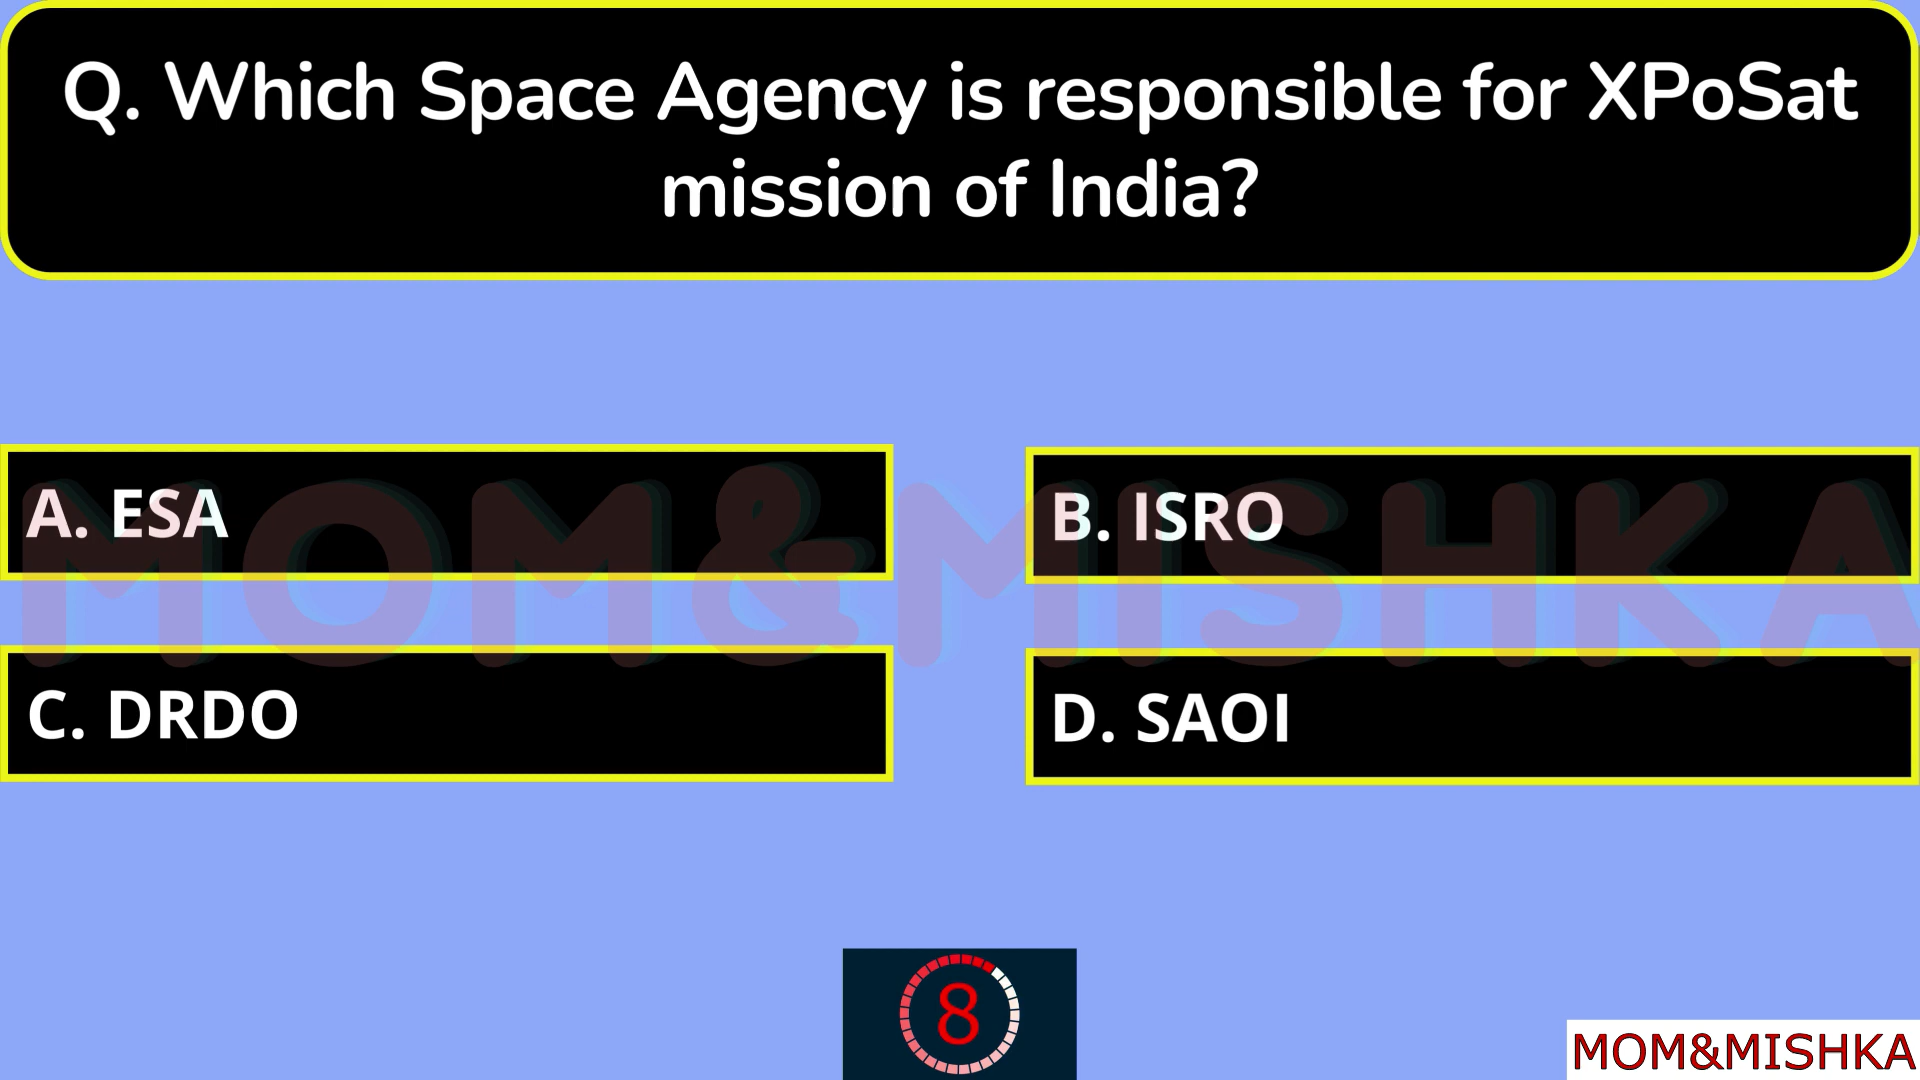 Q. Which Space Agency is responsible for XPoSat
mission of India?
A. ESA
B. ISRO
MOM&MISHKA
C. DRDO
D. SAOI
8
MOM&MISHKA